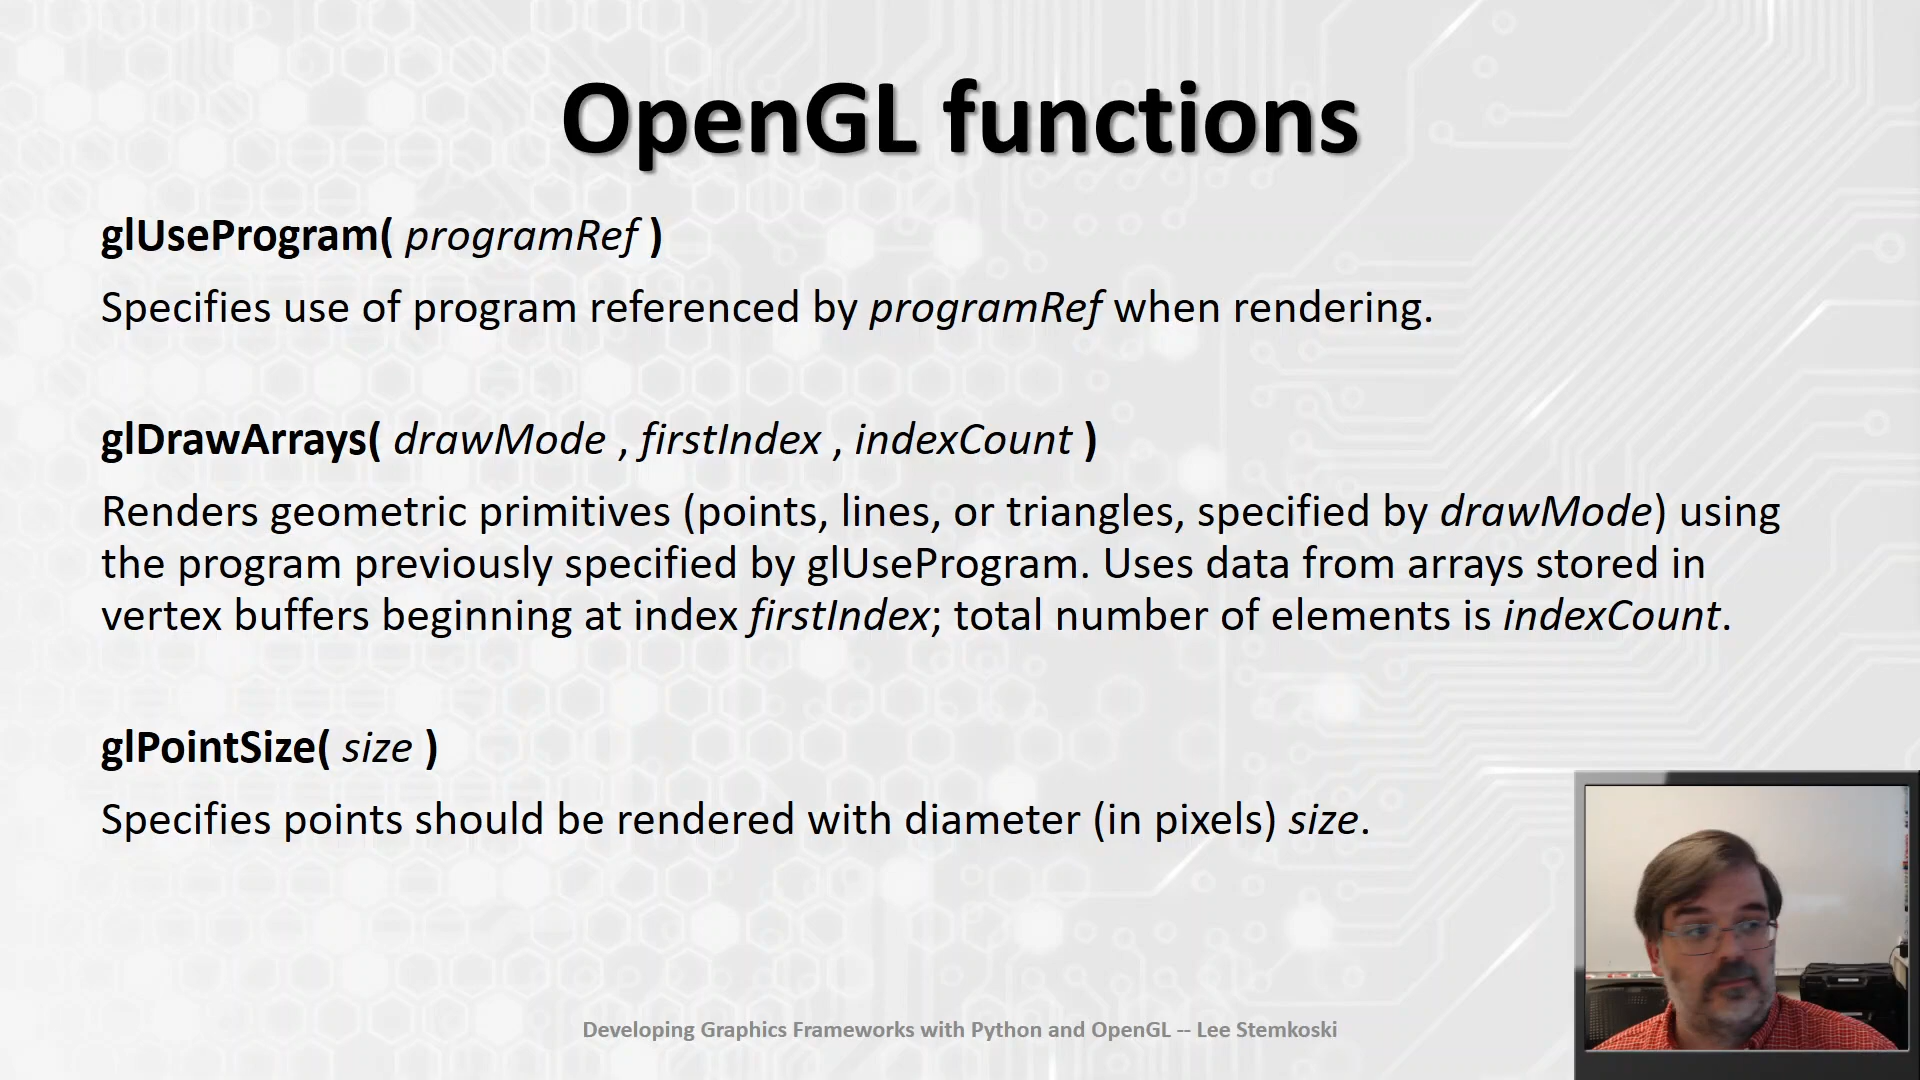 OpenGL functions
glUseProgram( programRef )
Specifies use of program referenced by programRef when rendering.
glDrawArrays( drawMode , firstIndex , indexCount )
Renders geometric primitives (points, lines, or triangles, specified by drawMode) using
the program previously specified by glUseProgram. Uses data from arrays stored in
vertex buffers beginning at index firstIndex; total number of elements is indexCount.
glPointSize( size )
Specifies points should be rendered with diameter (in pixels) size.
Developing Graphics Frameworks with Python and OpenGL -- Lee Stemkoski